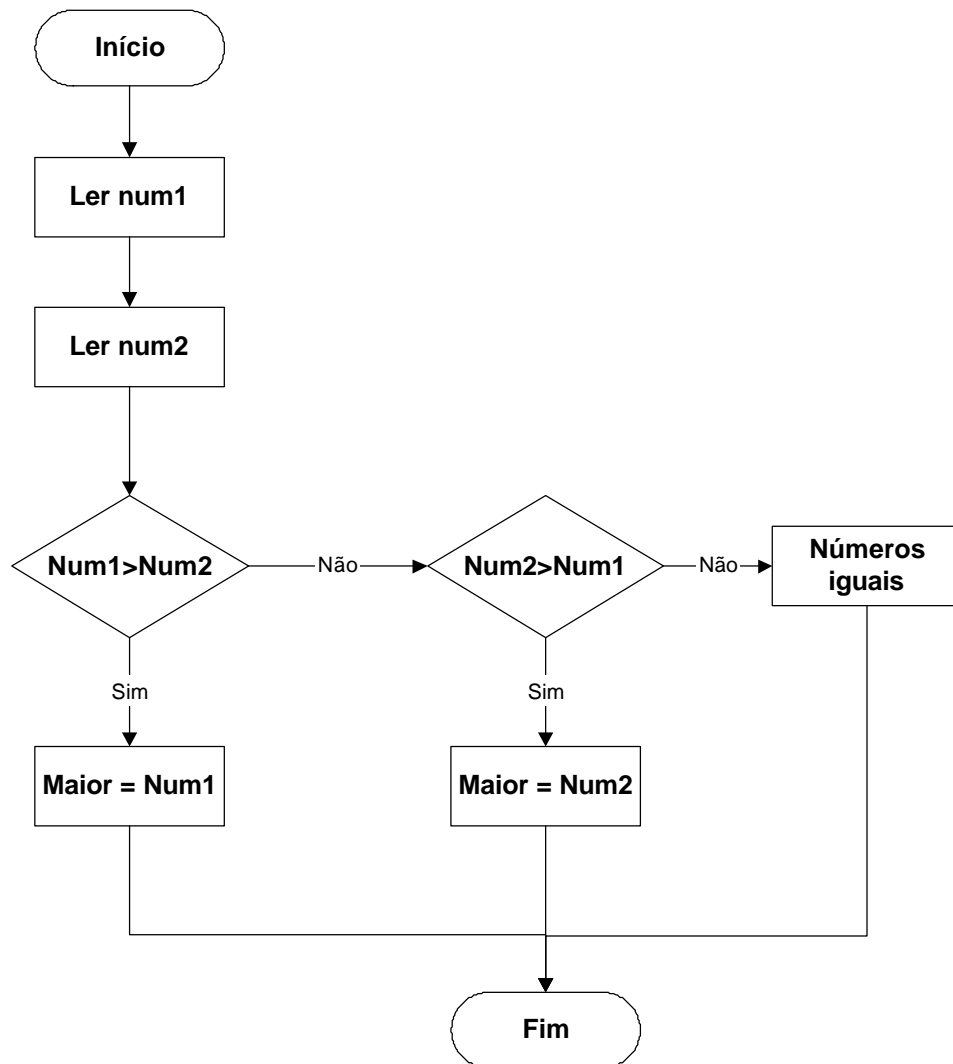 Início
Ler num1
Ler num2
Num1>Num2
Não
Num2>Num1
Não
Números
iguais
Sim
Sim
Maior = Num1
Maior = Num2
Fim